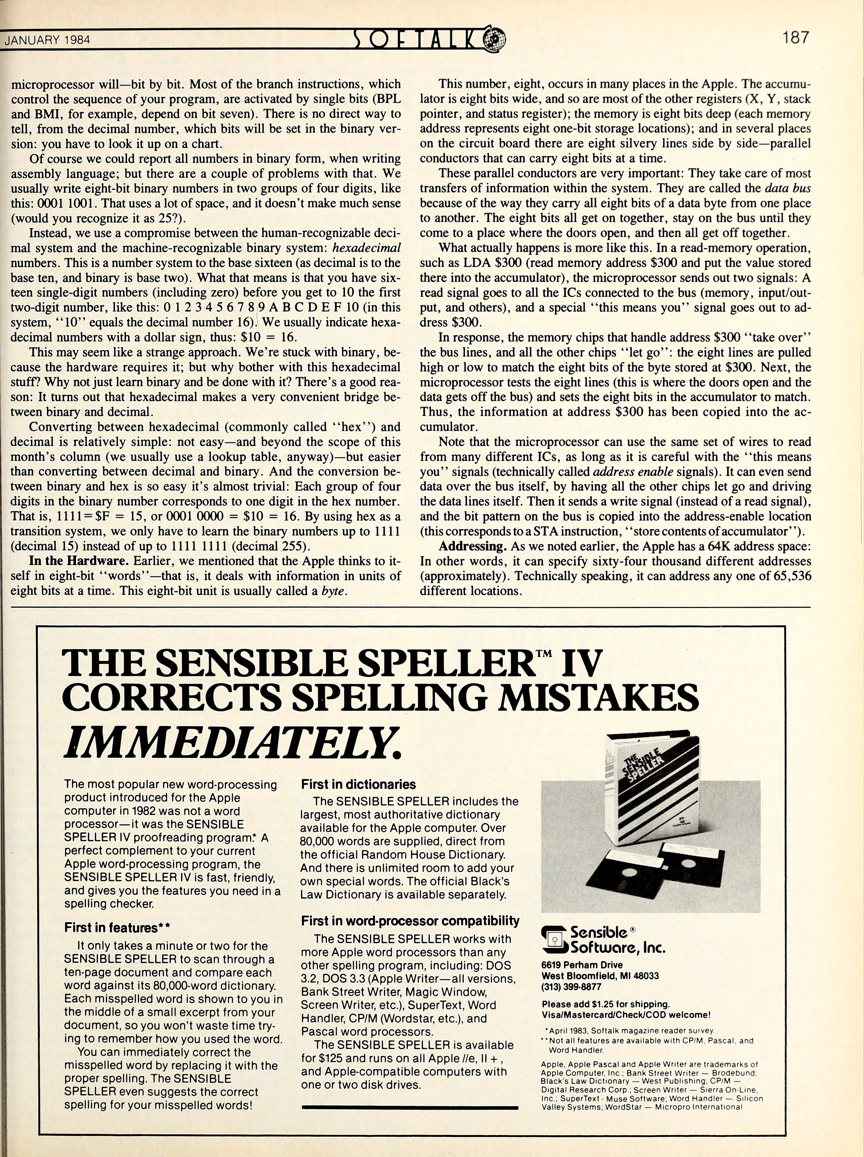 JANUARY 1984
SOFTALK
187
microprocessor will—bit by bit. Most of the branch instructions, which
control the sequence of your program, are activated by single bits (BPL
and BMI, for example, depend on bit seven). There is no direct way to
tell, from the decimal number, which bits will be set in the binary ver-
sion: you have to look it up on a chart.
Of course we could report all numbers in binary form, when writing
assembly language; but there are a couple of problems with that. We
usually write eight-bit binary numbers in two groups of four digits, like
this: 0001 1001. That uses a lot of space, and it doesn't make much sense
(would you recognize it as 25?).
Instead, we use a compromise between the human-recognizable deci-
mal system and the machine-recognizable binary system: hexadecimal
numbers. This is a number system to the base sixteen (as decimal is to the
base ten, and binary is base two). What that means is that you have six-
teen single-digit numbers (including zero) before you get to 10 the first
two-digit number, like this: 0 1 2 3 4 5 6 7 8 9 A B C D E F 10 (in this
system, "10" equals the decimal number 16). We usually indicate hexa-
decimal numbers with a dollar sign, thus: $10 = 16.
This may seem like a strange approach. We're stuck with binary, be-
cause the hardware requires it; but why bother with this hexadecimal
stuff? Why not just learn binary and be done with it? There's a good rea-
son: It turns out that hexadecimal makes a very convenient bridge be-
tween binary and decimal.
Converting between hexadecimal (commonly called "hex") and
decimal is relatively simple: not easy—and beyond the scope of this
month's column (we usually use a lookup table, anyway)—but easier
than converting between decimal and binary. And the conversion be-
tween binary and hex is so easy it's almost trivial: Each group of four
digits in the binary number corresponds to one digit in the hex number.
That is, 1111=$F = 15, or 0001 0000 = $10 = 16. By using hex as a
transition system, we only have to learn the binary numbers up to 1111
(decimal 15) instead of up to 1111 1111 (decimal 255).
In the Hardware. Earlier, we mentioned that the Apple thinks to it-
self in eight-bit "words"—that is, it deals with information in units of
eight bits at a time. This eight-bit unit is usually called a byte.
This number, eight, occurs in many places in the Apple. The accumu-
lator is eight bits wide, and so are most of the other registers (X, Y, stack
pointer, and status register); the memory is eight bits deep (each memory
address represents eight one-bit storage locations); and in several places
on the circuit board there are eight silvery lines side by side—parallel
conductors that can carry eight bits at a time.
These parallel conductors are very important: They take care of most
transfers of information within the system. They are called the data bus
because of the way they carry all eight bits of a data byte from one place
to another. The eight bits all get on together, stay on the bus until they
come to a place where the doors open, and then all get off together.
What actually happens is more like this. In a read-memory operation,
such as LDA $300 (read memory address $300 and put the value stored
there into the accumulator), the microprocessor sends out two signals: A
read signal goes to all the ICs connected to the bus (memory, input/out-
put, and others), and a special "this means you" signal goes out to ad-
dress $300.
In response, the memory chips that handle address $300 "take over"
the bus lines, and all the other chips "let go": the eight lines are pulled
high or low to match the eight bits of the byte stored at $300. Next, the
microprocessor tests the eight lines (this is where the doors open and the
data gets off the bus) and sets the eight bits in the accumulator to match.
Thus, the information at address $300 has been copied into the ac-
cumulator.
Note that the microprocessor can use the same set of wires to read
from many different ICs, as long as it is careful with the "this means
you" signals (technically called address enable signals). It can even send
data over the bus itself, by having all the other chips let go and driving
the data lines itself. Then it sends a write signal (instead of a read signal),
and the bit pattern on the bus is copied into the address-enable location
(this corresponds to a STA instruction, "store contents of accumulator").
Addressing. As we noted earlier, the Apple has a 64K address space:
In other words, it can specify sixty-four thousand different addresses
(approximately). Technically speaking, it can address any one of 65,536
different locations.
THE SENSIBLE SPELLER™ IV
CORRECTS SPELLING MISTAKES
IMMEDIATELY.
The most popular new word-processing
product introduced for the Apple
computer in 1982 was not a word
processor—it was the SENSIBLE
SPELLER IV proofreading program.* A
perfect complement to your current
Apple word-processing program, the
SENSIBLE SPELLER IV is fast, friendly,
and gives you the features you need in a
spelling checker.
First in features**
It only takes a minute or two for the
SENSIBLE SPELLER to scan through a
ten-page document and compare each
word against its 80,000-word dictionary.
Each misspelled word is shown to you in
the middle of a small excerpt from your
document, so you won't waste time try-
ing to remember how you used the word.
You can immediately correct the
misspelled word by replacing it with the
proper spelling. The SENSIBLE
SPELLER even suggests the correct
spelling for your misspelled words!
First in dictionaries
The SENSIBLE SPELLER includes the
largest, most authoritative dictionary
available for the Apple computer. Over
80,000 words are supplied, direct from
the official Random House Dictionary.
And there is unlimited room to add your
own special words. The official Black's
Law Dictionary is available separately.
First in word-processor compatibility
The SENSIBLE SPELLER works with
more Apple word processors than any
other spelling program, including: DOS
3.2, DOS 3.3 (Apple Writer—all versions,
Bank Street Writer, Magic Window,
Screen Writer, etc.), SuperText, Word
Handler, CP/M (Wordstar, etc.), and
Pascal word processors.
The SENSIBLE SPELLER is available
for $125 and runs on all Apple //e, II + ,
and Apple-compatible computers with
one or two disk drives.
THE
SENSIBLE
SPELLER
Sensible®
Software, Inc.
6619 Perham Drive
West Bloomfield, MI 48033
(313) 399-8877
Please add $1.25 for shipping.
Visa/Mastercard/Check/COD welcome!
*April 1983, Softalk magazine reader survey.
**Not all features are available with CP/M, Pascal, and
Word Handler.
Apple, Apple Pascal and Apple Writer are trademarks of
Apple Computer, Inc.; Bank Street Writer — Brodebund;
Black's Law Dictionary — West Publishing; CP/M —
Digital Research Corp.; Screen Writer — Sierra On-Line,
Inc.; SuperText - Muse Software; Word Handler — Silicon
Valley Systems; WordStar — Micropro International